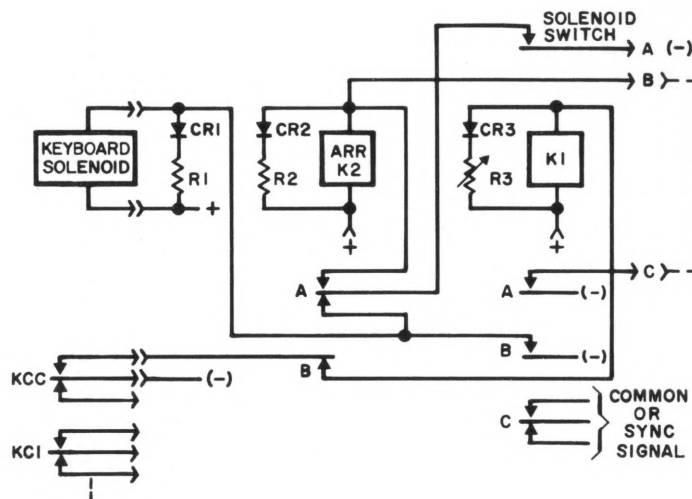 SOLENOID
SWITCH
A (-)
B -
KEYBOARD
SOLENOID
CR1
R1
+
CR2
R2
ARR
K2
+
CR3
R3
K1
+
A
A (-)
C -
B
B (-)
KCC
(-)
KC1
C
COMMON
OR
SYNC
SIGNAL